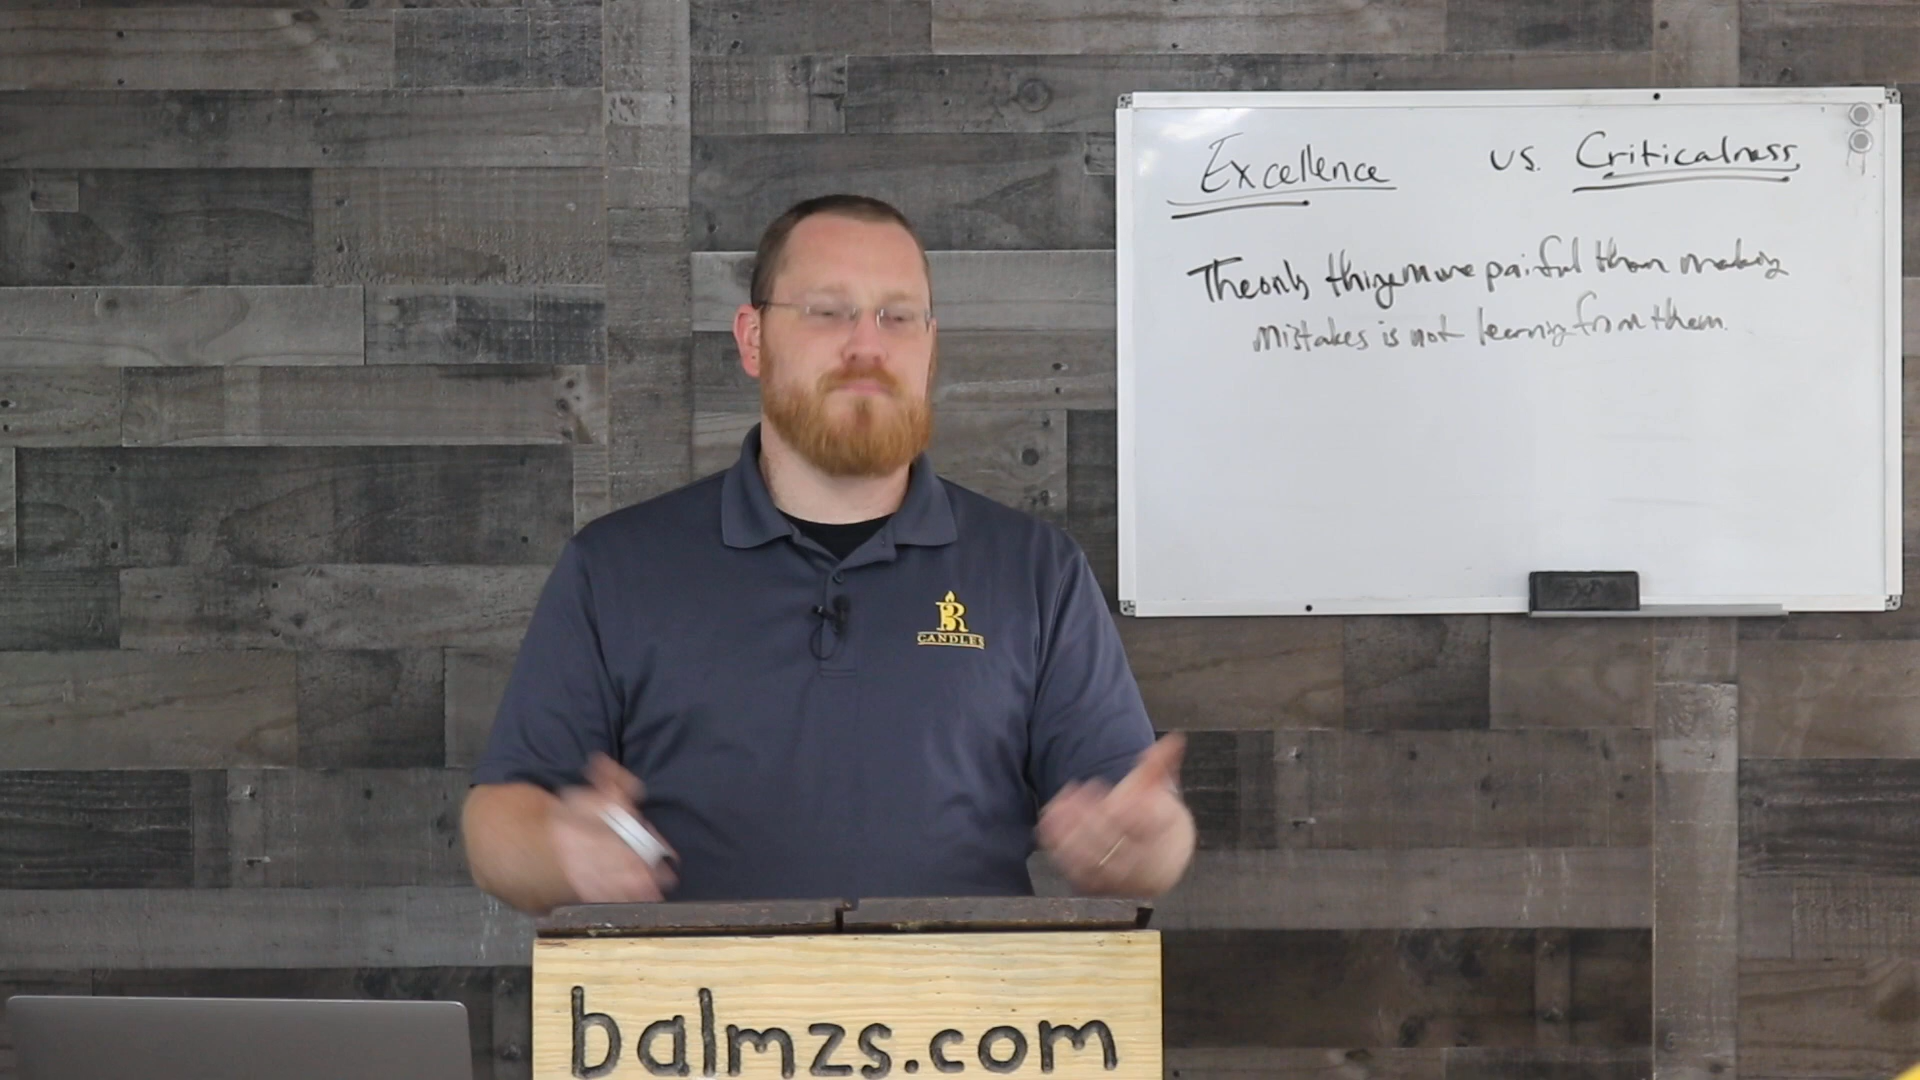 Excellence vs. Criticalness
The only thing more painful than making
mistakes is not learning from them.
BR
CANDLES
balmzs.com